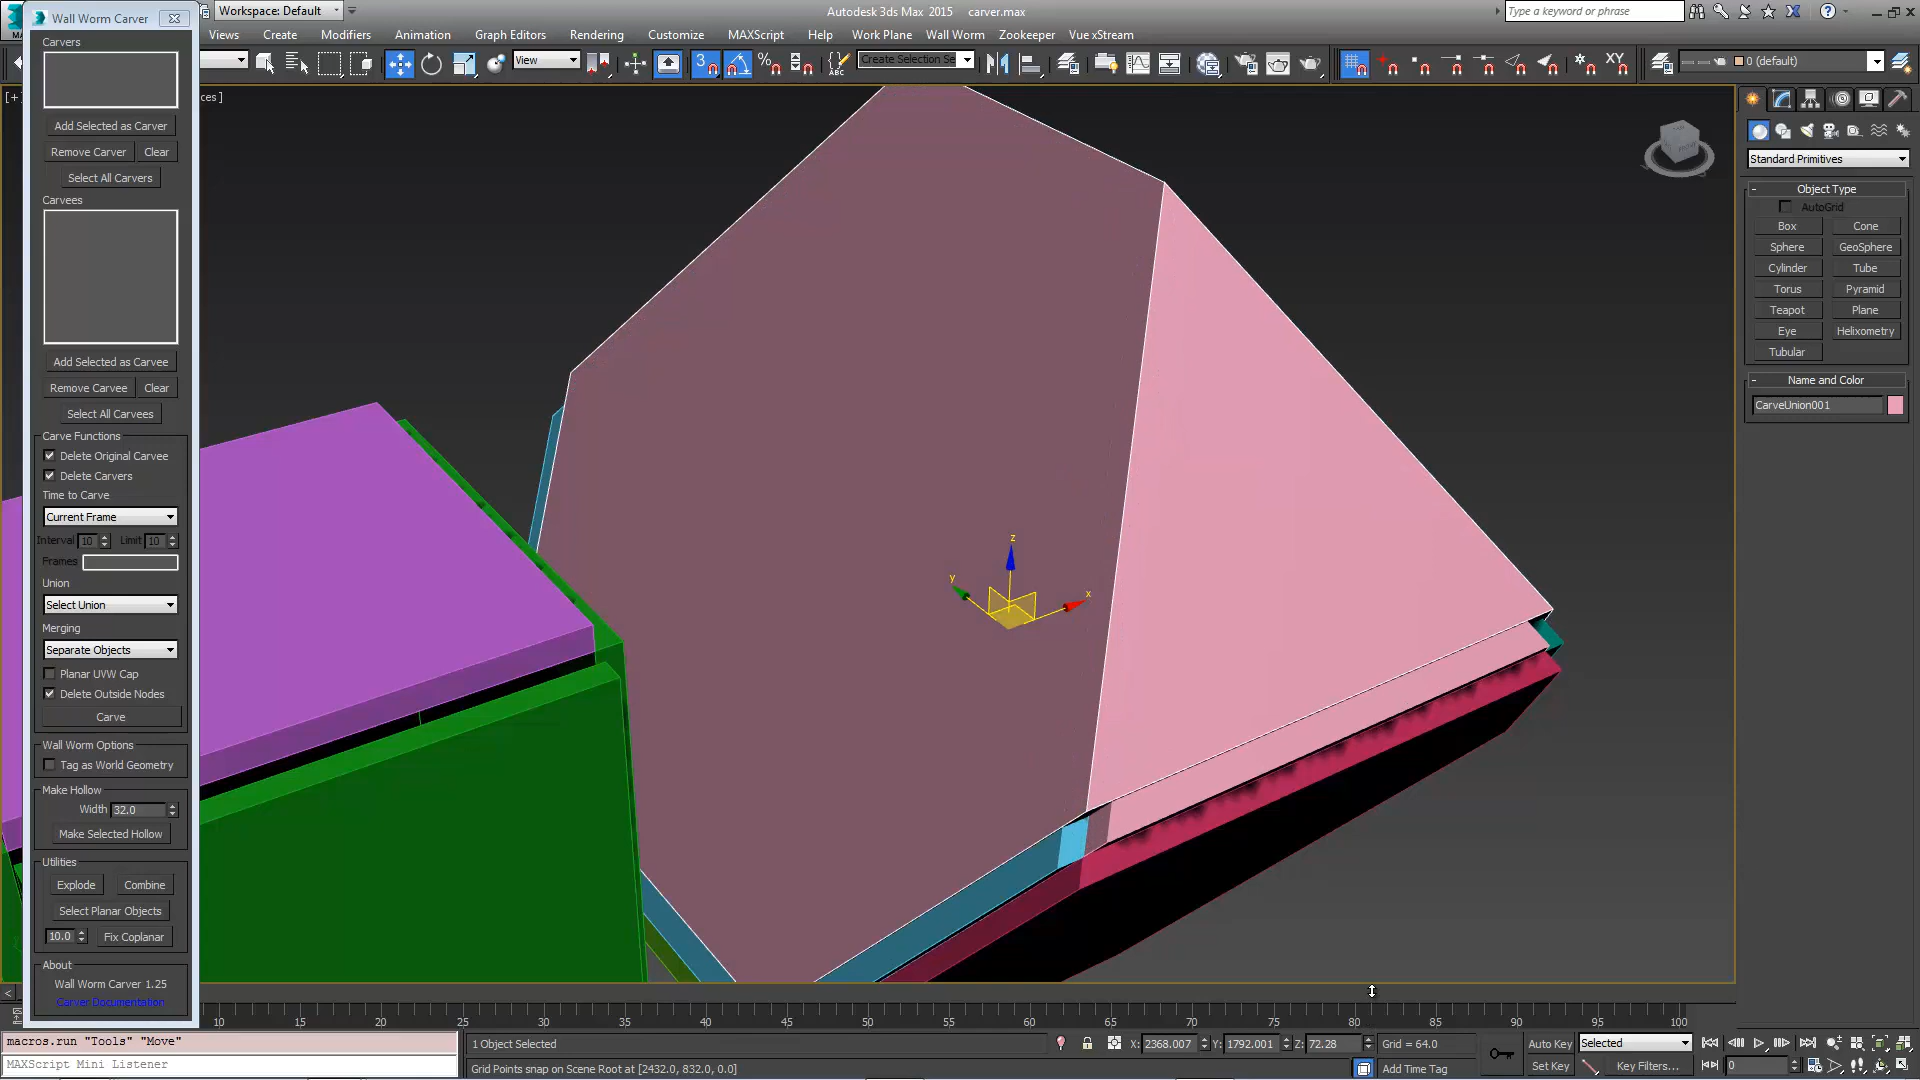 Wall Worm Carver
Workspace: Default
Autodesk 3ds Max 2015 carver.max
Type a keyword or phrase
Views Create Modifiers Animation Graph Editors Rendering Customize MAXScript Help Work Plane Wall Worm Zookeeper Vue xStream
View
3
%
ABC
Create Selection Se
XY
0 (default)
[+]
ces ]
Carvers
Add Selected as Carver
Remove Carver Clear
Select All Carvers
Carvees
Add Selected as Carvee
Remove Carvee Clear
Select All Carvees
Carve Functions
Delete Original Carvee
Delete Carvers
Time to Carve
Current Frame
Interval 10 Limit 10
Frames
Union
Select Union
Merging
Separate Objects
Planar UVW Cap
Delete Outside Nodes
Carve
Wall Worm Options
Tag as World Geometry
Make Hollow
Width 32.0
Make Selected Hollow
Utilities
Explode Combine
Select Planar Objects
10.0 Fix Coplanar
About
Wall Worm Carver 1.25
Carver Documentation
z
y
x
FRONT
Standard Primitives
Object Type
AutoGrid
Box Cone
Sphere GeoSphere
Cylinder Tube
Torus Pyramid
Teapot Plane
Eye Helixometry
Tubular
Name and Color
CarveUnion001
10 15 20 25 30 35 40 45 50 55 60 65 70 75 80 85 90 95 100
macros.run "Tools" "Move"
MAXScript Mini Listener
1 Object Selected
X: 2368.007 Y: 1792.001 Z: 72.28 Grid = 64.0
Auto Key Selected
Grid Points snap on Scene Root at [2432.0, 832.0, 0.0]
Add Time Tag
Set Key Key Filters...
0